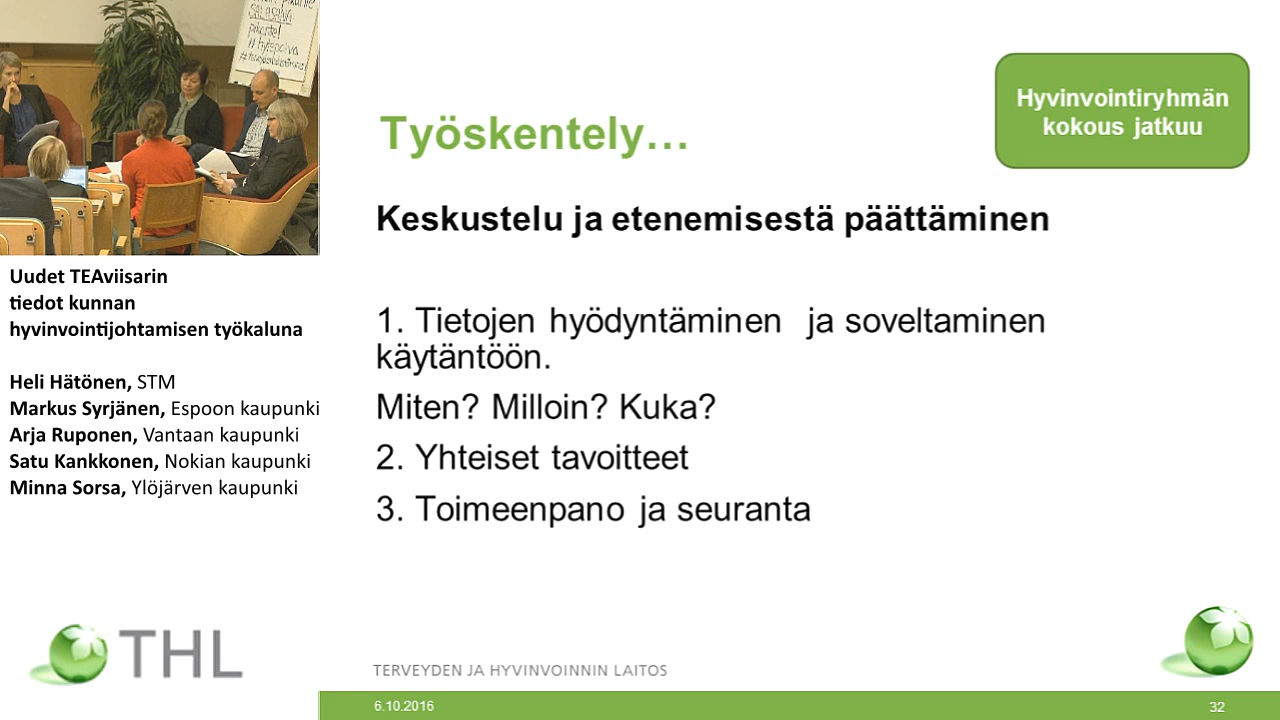 SALASANA
#hytepaiva
Uudet TEAviisarin
tiedot kunnan
hyvinvointijohtamisen työkaluna
Heli Hätönen, STM
Markus Syrjänen, Espoon kaupunki
Arja Ruponen, Vantaan kaupunki
Satu Kankkonen, Nokian kaupunki
Minna Sorsa, Ylöjärven kaupunki
THL
Hyvinvointiryhmän
kokous jatkuu
Työskentely...
Keskustelu ja etenemisestä päättäminen
1. Tietojen hyödyntäminen ja soveltaminen
käytäntöön.
Miten? Milloin? Kuka?
2. Yhteiset tavoitteet
3. Toimeenpano ja seuranta
TERVEYDEN JA HYVINVOINNIN LAITOS
6.10.2016
32